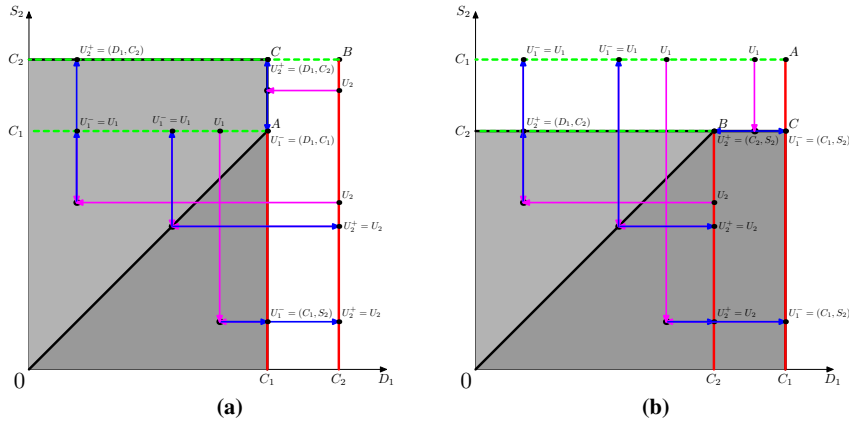 S₂
C₂
U₂⁺ = (D₁, C₂)
C
B
U₂⁺ = (D₁, C₂)
U₂
C₁
U₁⁻ = U₁
U₁⁻ = U₁
U₁
A
U₁⁻ = (D₁, C₁)
U₂
U₂⁺ = U₂
U₁⁻ = (C₁, S₂)
U₂⁺ = U₂
0
C₁
C₂
D₁
(a)
S₂
C₁
U₁⁻ = U₁
U₁⁻ = U₁
U₁
U₁
A
C₂
U₂⁺ = (D₁, C₂)
B
C
U₂⁺ = (C₂, S₂)
U₁⁻ = (C₁, S₂)
U₂
U₂⁺ = U₂
U₂⁺ = U₂
U₁⁻ = (C₁, S₂)
0
C₂
C₁
D₁
(b)